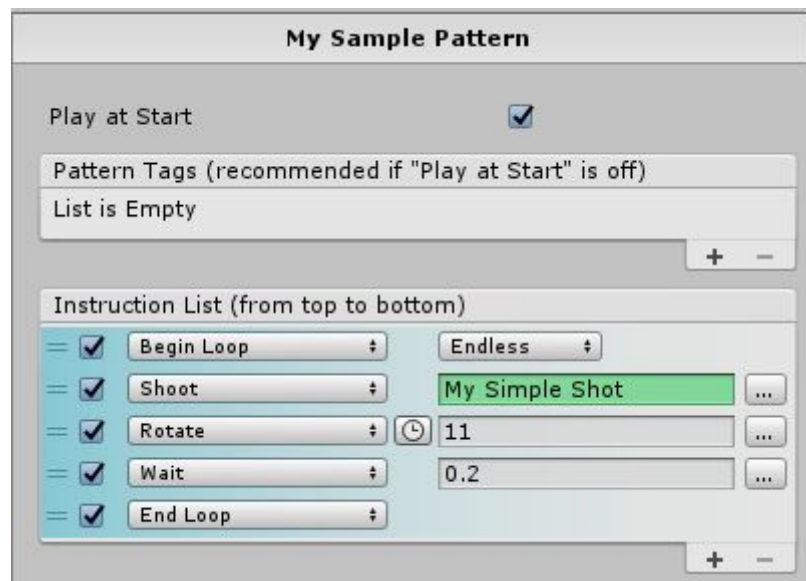 My Sample Pattern
Play at Start
Pattern Tags (recommended if "Play at Start" is off)
List is Empty
+ −
Instruction List (from top to bottom)
Begin Loop Endless
Shoot My Simple Shot ...
Rotate 11 ...
Wait 0.2 ...
End Loop
+ −